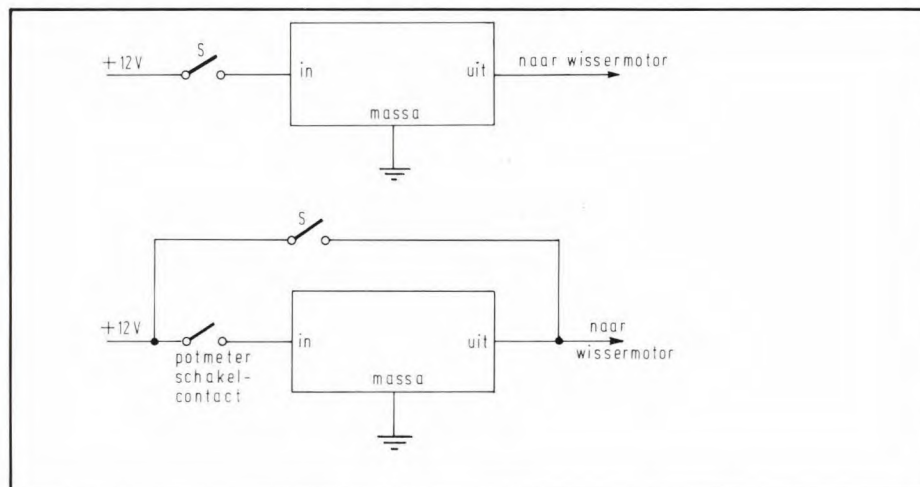 +12V
S
in
uit
massa
naar wissermotor
S
+12V
potmeter
schakel-
contact
in
uit
massa
naar
wissermotor